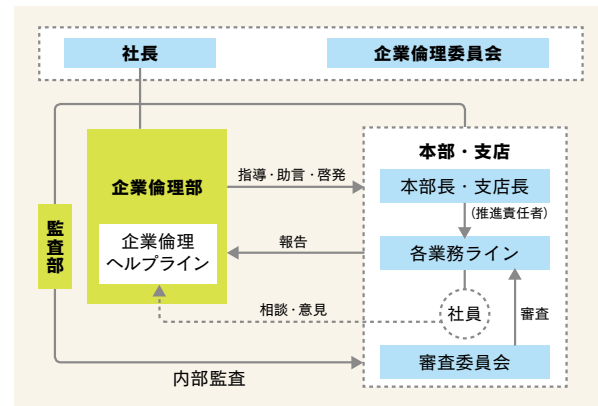 社長
企業倫理委員会
企業倫理部
企業倫理
ヘルプライン
監査部
指導・助言・啓発
報告
相談・意見
内部監査
本部・支店
本部長・支店長
(推進責任者)
各業務ライン
社員
審査
審査委員会